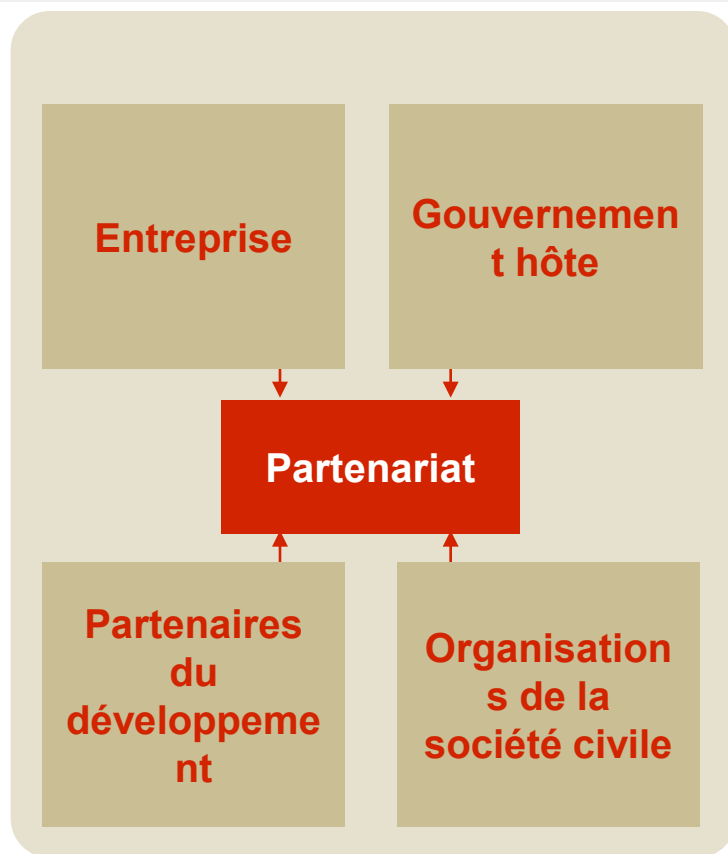 Entreprise
Gouvernemen
t hôte
Partenariat
Partenaires
du
développeme
nt
Organisation
s de la
société civile